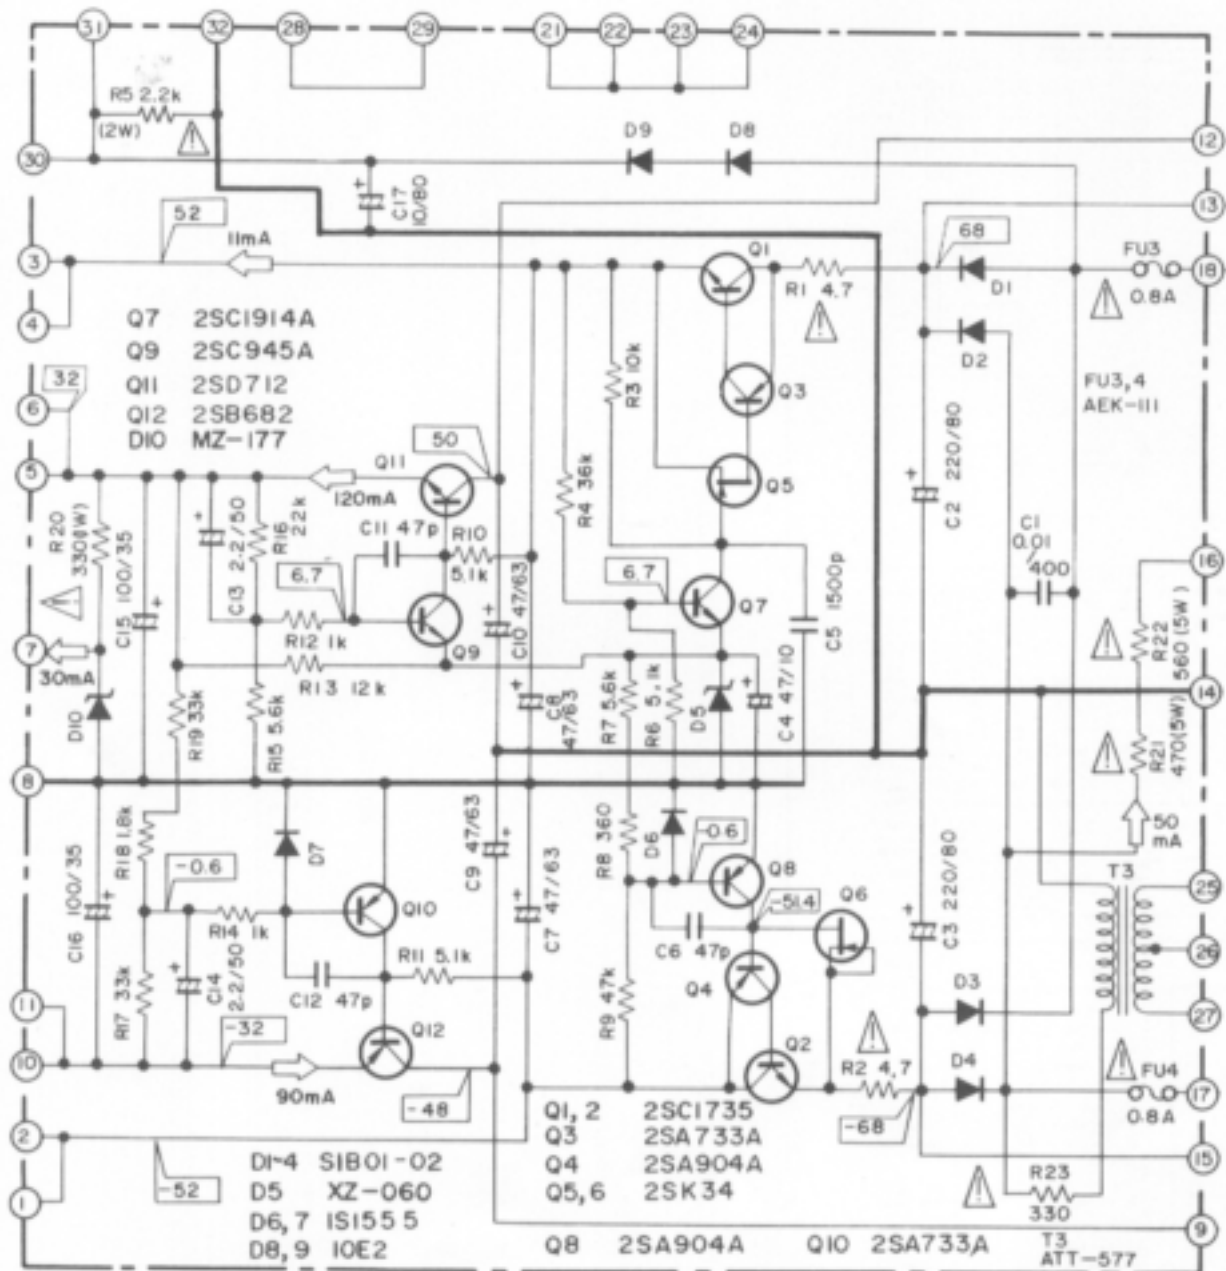 31 32 28 29 21 22 23 24
R5 2.2k
(2W)
D9 D8
12
30
C17
10/80
13
52
11mA
68
3
Q1
R1 4.7
D1
FU3
0.8A
18
4
Q7 2SC1914A
Q9 2SC945A
Q11 2SD712
Q12 2SB682
D10 MZ-177
R3 10k
D2
Q3
FU3,4
AEK-111
32
6
50
5
Q11
120mA
Q5
R4 36k
C2 220/80
R20
330(1W)
C15 100/35
C13 2.2/50
R16
22k
C11 47p
R10
5.1k
6.7
C10 47/63
6.7
Q7
C5 1500p
C1
0.01
400
16
R22
560 (5W)
R12 1k
Q9
7
30mA
R13 12k
D10
R19 33k
R15 5.6k
C8
47/63
R7 5.6k
R6 5.1k
D5
C4 47/10
14
R21
470(5W)
8
50
mA
R18 1.8k
D7
C9 47/63
R8 360
D6
-0.6
Q8
-0.6
C16 100/35
R14 1k
Q10
C7 47/63
-51.4
Q6
C6 47p
C3 220/80
T3
25
26
27
R17 33k
C14
2.2/50
C12 47p
R11 5.1k
R9 47k
Q4
D3
11
-32
Q12
Q2
R2 4.7
D4
FU4
0.8A
17
10
90mA
-48
-68
Q1,2 2SC1735
Q3 2SA733A
Q4 2SA904A
Q5,6 2SK34
2
15
D1~4 S1B01-02
D5 XZ-060
D6,7 1S1555
D8,9 10E2
-52
1
R23
330
9
Q8 2SA904A Q10 2SA733A
T3
ATT-577